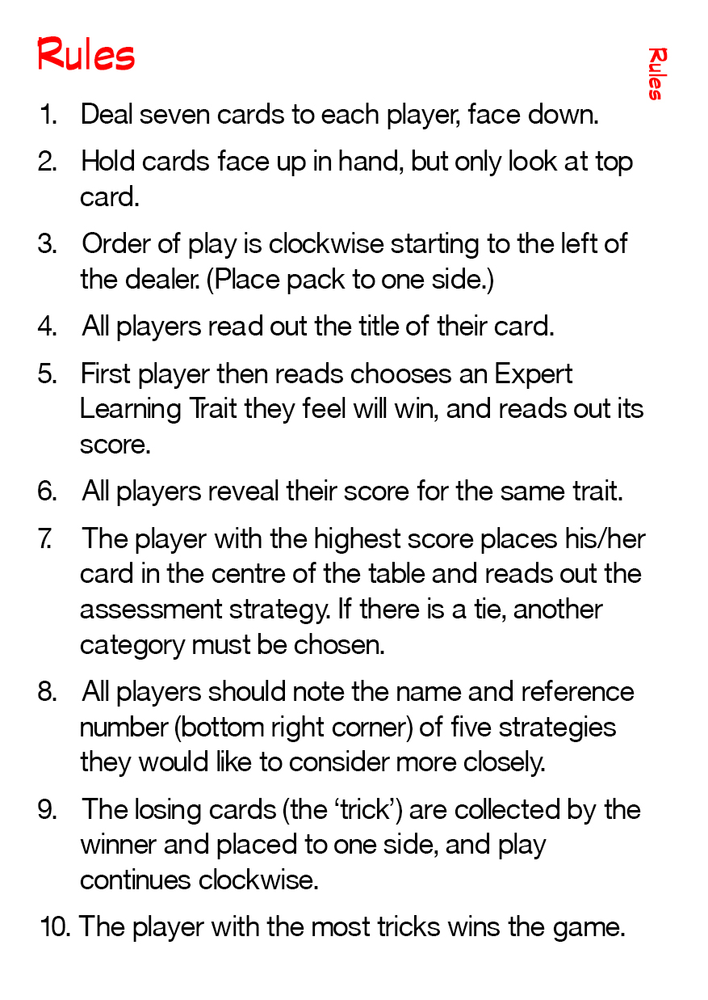 Rules
Rules
1. Deal seven cards to each player, face down.
2. Hold cards face up in hand, but only look at top
card.
3. Order of play is clockwise starting to the left of
the dealer. (Place pack to one side.)
4. All players read out the title of their card.
5. First player then reads chooses an Expert
Learning Trait they feel will win, and reads out its
score.
6. All players reveal their score for the same trait.
7. The player with the highest score places his/her
card in the centre of the table and reads out the
assessment strategy. If there is a tie, another
category must be chosen.
8. All players should note the name and reference
number (bottom right corner) of five strategies
they would like to consider more closely.
9. The losing cards (the ‘trick’) are collected by the
winner and placed to one side, and play
continues clockwise.
10. The player with the most tricks wins the game.